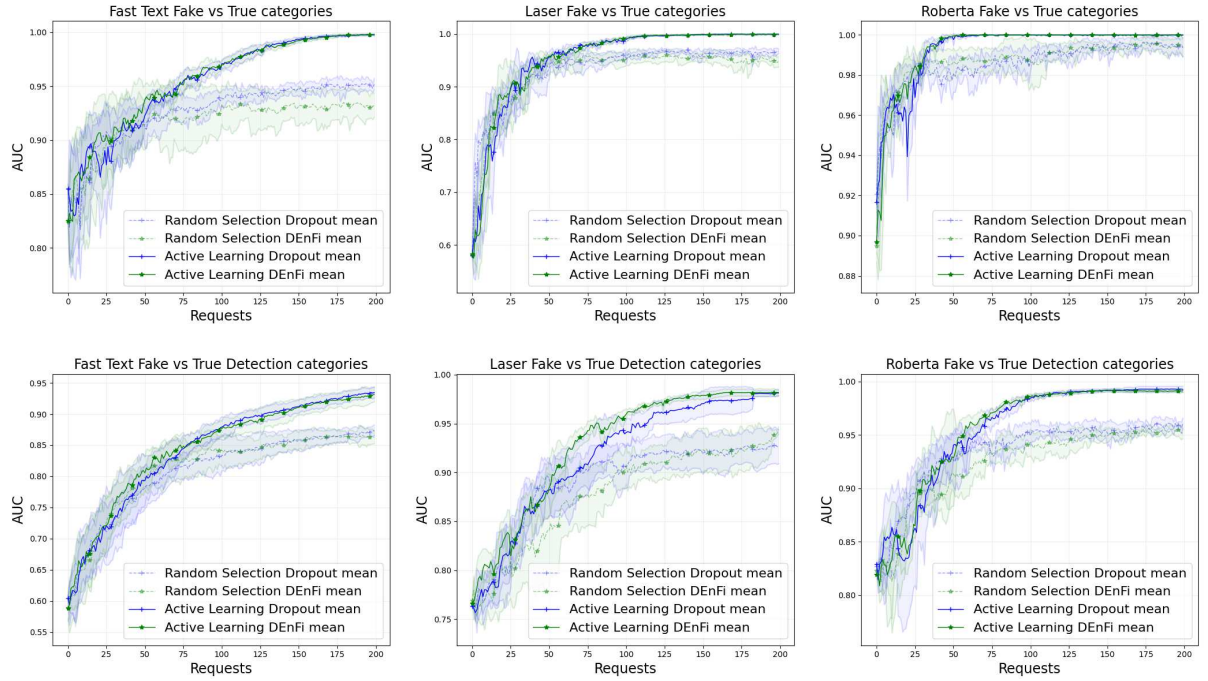 Fast Text Fake vs True categories
1.00
0.95
0.90
0.85
0.80
AUC
Random Selection Dropout mean
Random Selection DEnFi mean
Active Learning Dropout mean
Active Learning DEnFi mean
0 25 50 75 100 125 150 175 200
Requests
Laser Fake vs True categories
1.0
0.9
0.8
0.7
0.6
AUC
Random Selection Dropout mean
Random Selection DEnFi mean
Active Learning Dropout mean
Active Learning DEnFi mean
0 25 50 75 100 125 150 175 200
Requests
Roberta Fake vs True categories
1.00
0.98
0.96
0.94
0.92
0.90
0.88
AUC
Random Selection Dropout mean
Random Selection DEnFi mean
Active Learning Dropout mean
Active Learning DEnFi mean
0 25 50 75 100 125 150 175 200
Requests
Fast Text Fake vs True Detection categories
0.95
0.90
0.85
0.80
0.75
0.70
0.65
0.60
0.55
AUC
Random Selection Dropout mean
Random Selection DEnFi mean
Active Learning Dropout mean
Active Learning DEnFi mean
0 25 50 75 100 125 150 175 200
Requests
Laser Fake vs True Detection categories
1.00
0.95
0.90
0.85
0.80
0.75
AUC
Random Selection Dropout mean
Random Selection DEnFi mean
Active Learning Dropout mean
Active Learning DEnFi mean
0 25 50 75 100 125 150 175 200
Requests
Roberta Fake vs True Detection categories
1.00
0.95
0.90
0.85
0.80
AUC
Random Selection Dropout mean
Random Selection DEnFi mean
Active Learning Dropout mean
Active Learning DEnFi mean
0 25 50 75 100 125 150 175 200
Requests